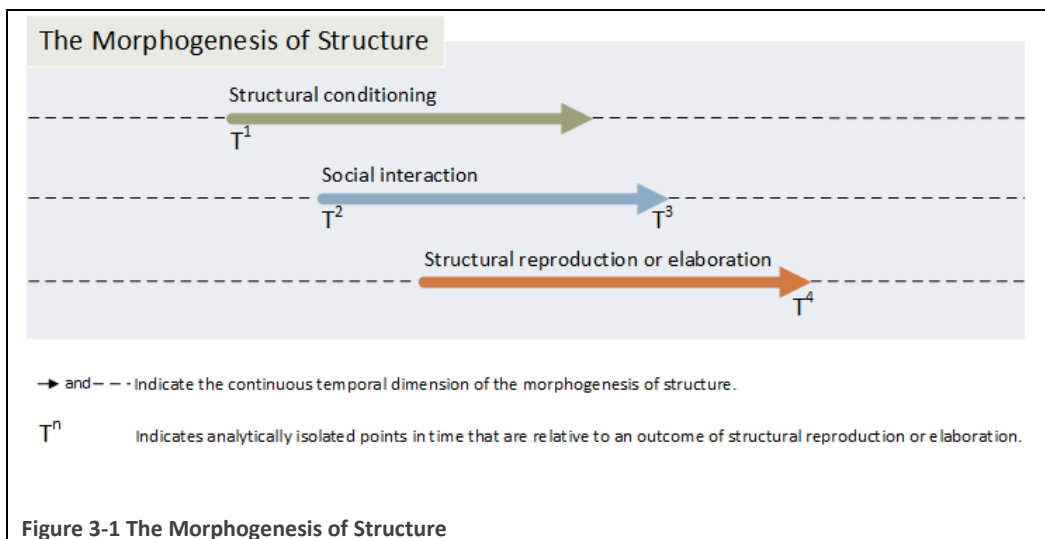 The Morphogenesis of Structure
Structural conditioning
T1
Social interaction
T2
T3
Structural reproduction or elaboration
T4
and Indicate the continuous temporal dimension of the morphogenesis of structure.
Tn Indicates analytically isolated points in time that are relative to an outcome of structural reproduction or elaboration.
Figure 3-1 The Morphogenesis of Structure